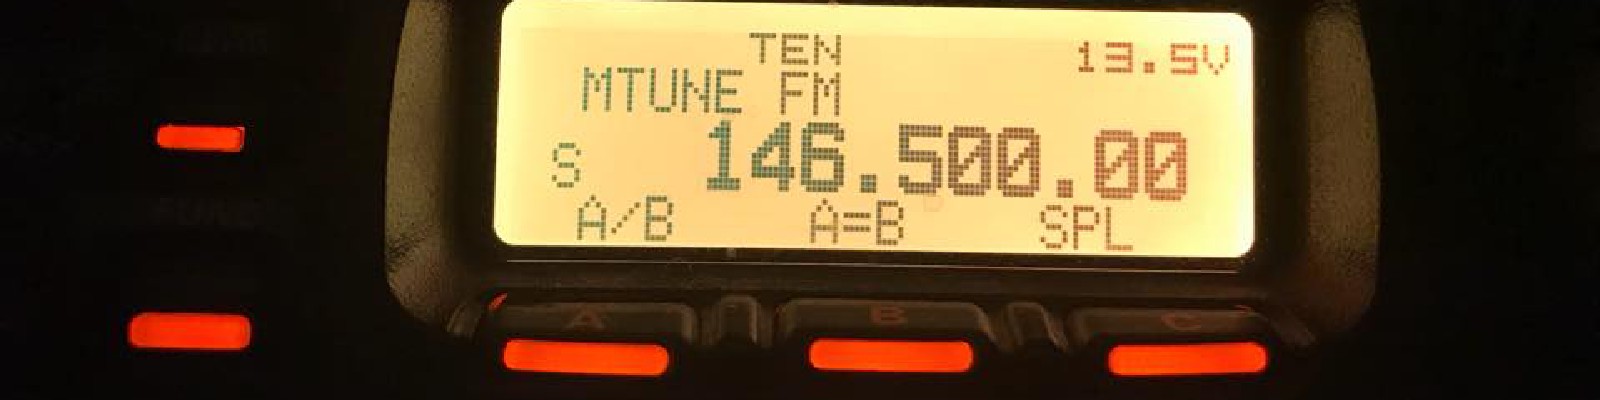 TEN 13.5V
MTUNE FM
S 146.500.00
A/B A=B SPL
A B C